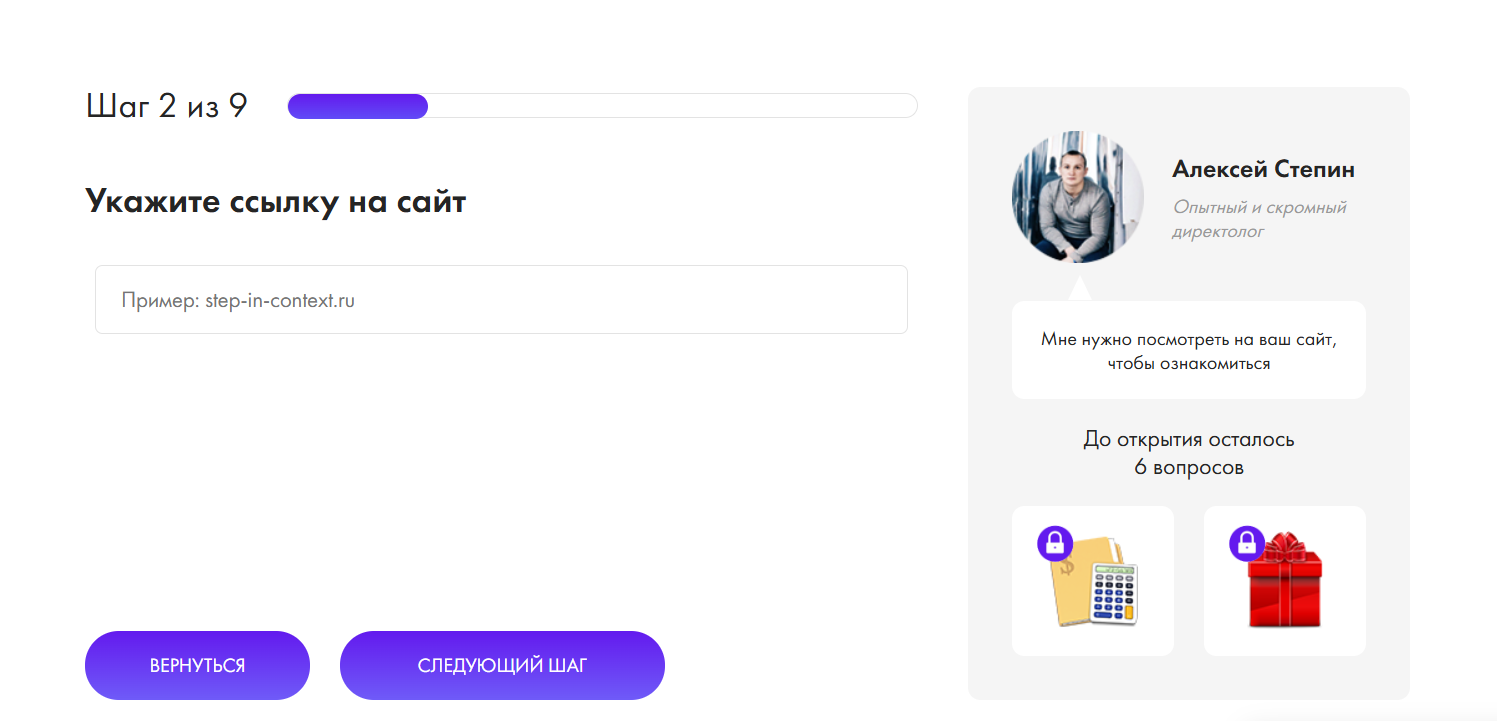 Шаг 2 из 9
Укажите ссылку на сайт
Пример: step-in-context.ru
ВЕРНУТЬСЯ
СЛЕДУЮЩИЙ ШАГ
Алексей Степин
Опытный и скромный
директолог
Мне нужно посмотреть на ваш сайт,
чтобы ознакомиться
До открытия осталось
6 вопросов